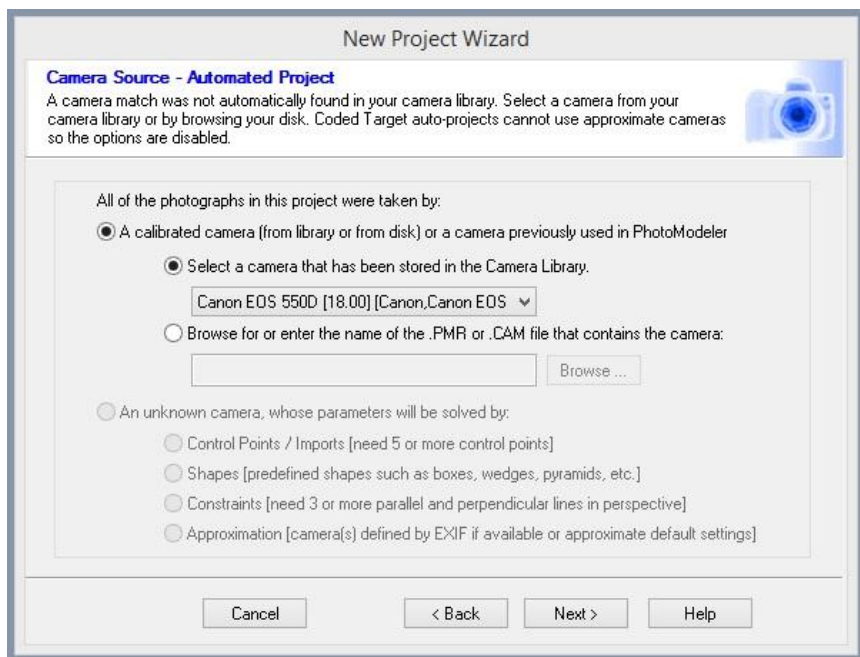 New Project Wizard
Camera Source - Automated Project
A camera match was not automatically found in your camera library. Select a camera from your
camera library or by browsing your disk. Coded Target auto-projects cannot use approximate cameras
so the options are disabled.
All of the photographs in this project were taken by:
A calibrated camera (from library or from disk) or a camera previously used in PhotoModeler
Select a camera that has been stored in the Camera Library.
Canon EOS 550D [18.00] [Canon,Canon EOS
Browse for or enter the name of the .PMR or .CAM file that contains the camera:
Browse ...
An unknown camera, whose parameters will be solved by:
Control Points / Imports [need 5 or more control points]
Shapes [predefined shapes such as boxes, wedges, pyramids, etc.]
Constraints [need 3 or more parallel and perpendicular lines in perspective]
Approximation [camera(s) defined by EXIF if available or approximate default settings]
Cancel < Back Next > Help